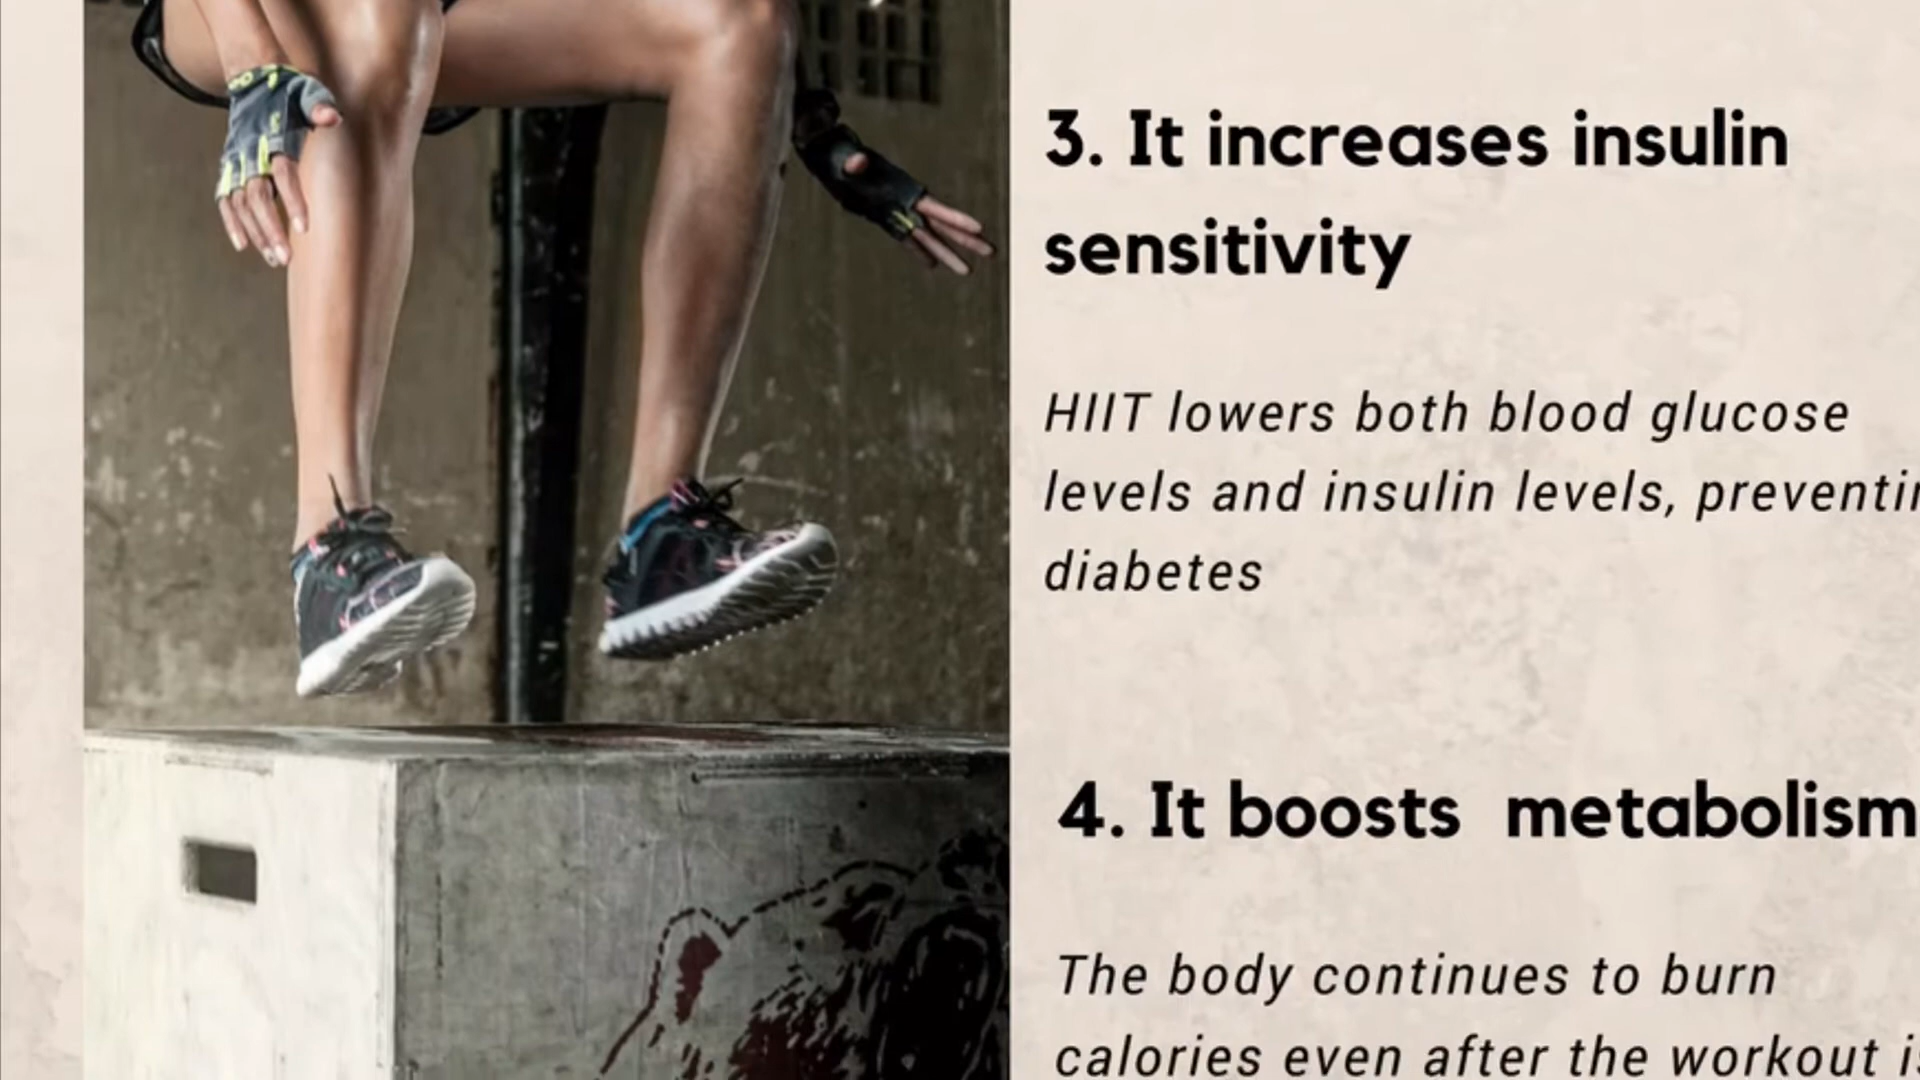 3. It increases insulin
sensitivity
HIIT lowers both blood glucose
levels and insulin levels,
diabetes
4. It boosts  metabolism
The body continues to burn
calories even after the workout